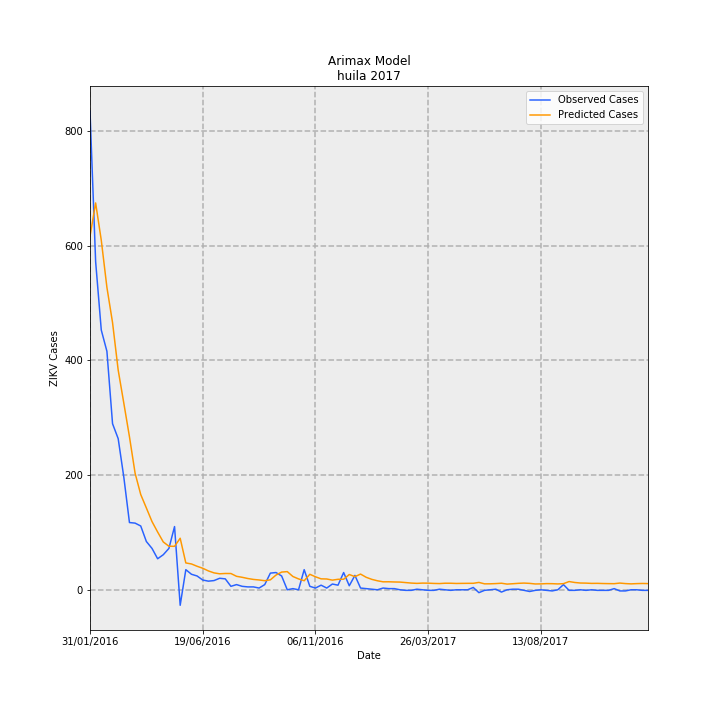 Arimax Model
huila 2017
Observed Cases
Predicted Cases
800
600
400
200
0
ZIKV Cases
31/01/2016 19/06/2016 06/11/2016 26/03/2017 13/08/2017
Date